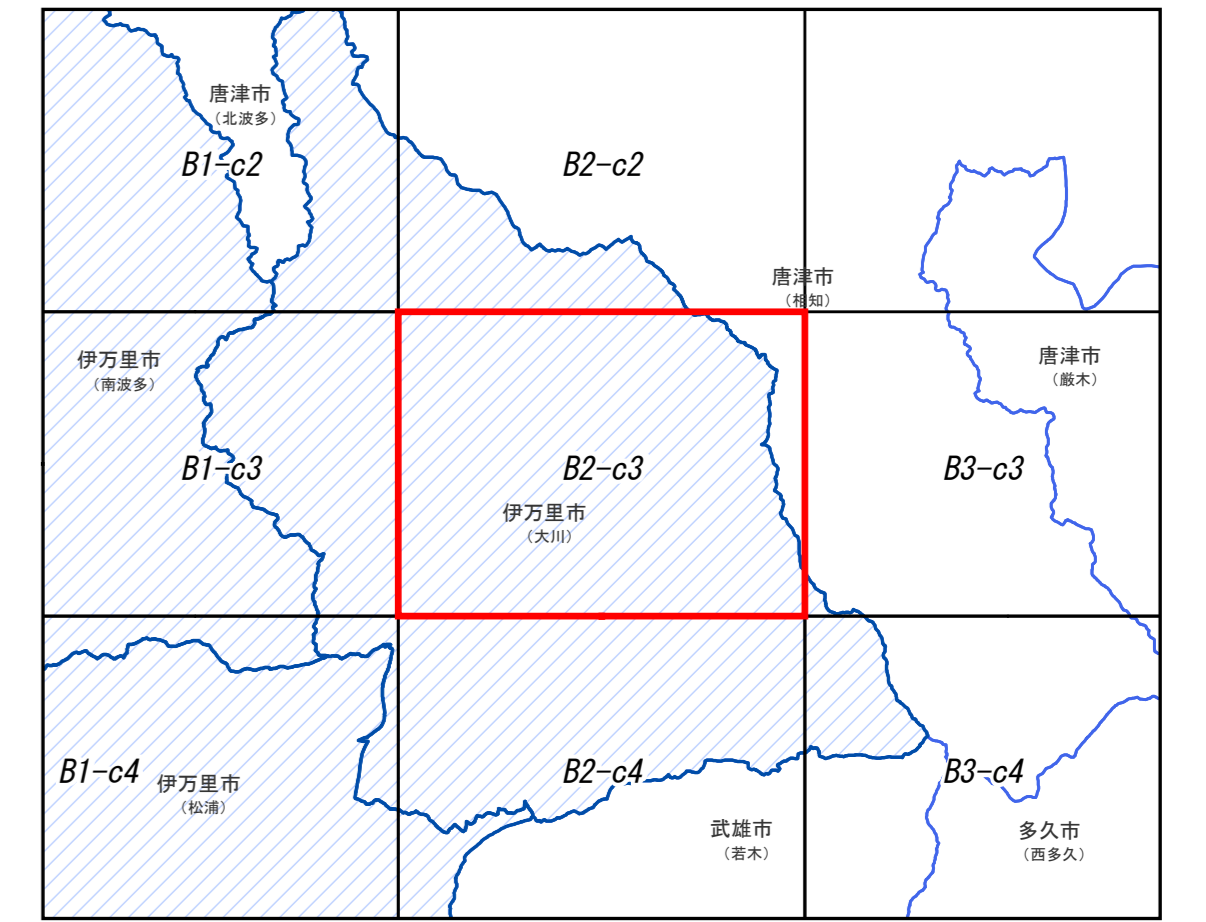 唐津市
（北波多）
B1-c2
B2-c2
唐津市
（相知）
伊万里市
（南波多）
唐津市
（厳木）
B1-c3
B2-c3
B3-c3
伊万里市
（大川）
B1-c4
伊万里市
（松浦）
B2-c4
B3-c4
武雄市
（若木）
多久市
（西多久）